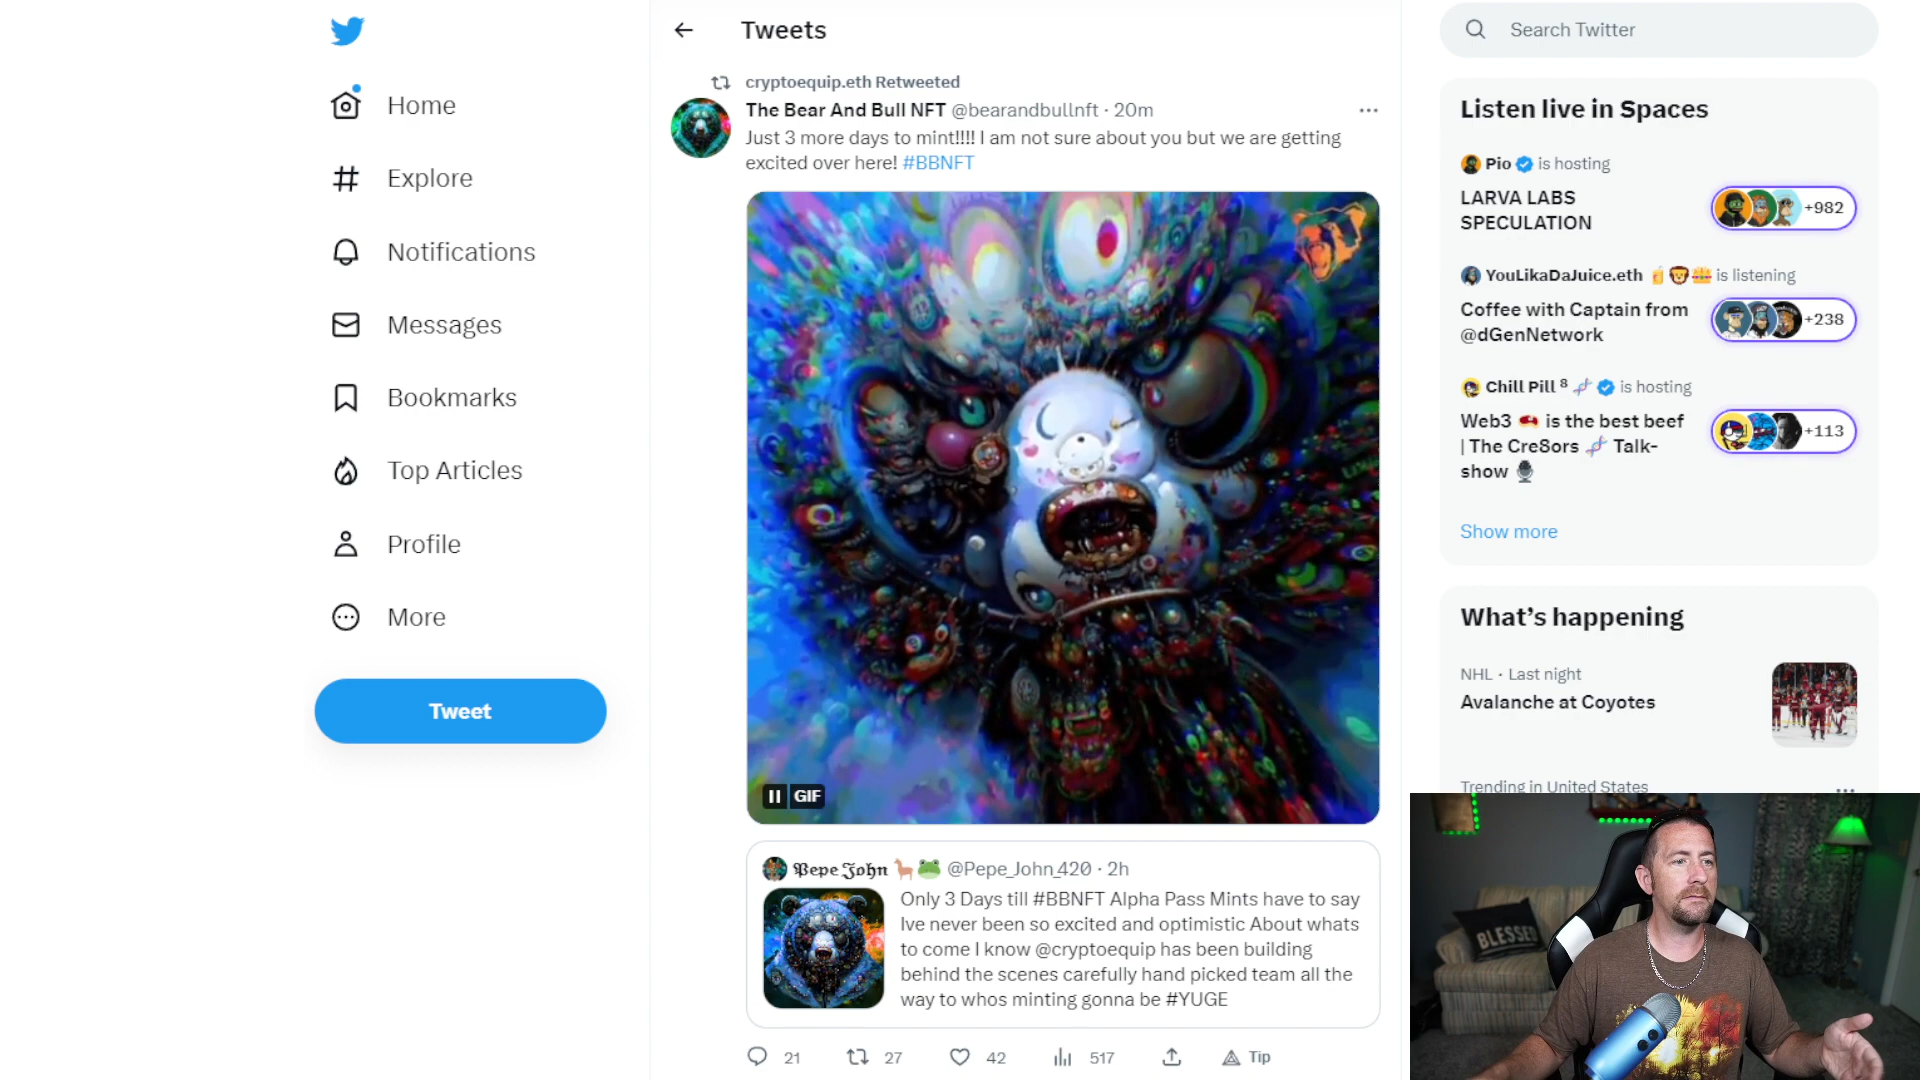 Home
Explore
Notifications
Messages
Bookmarks
Top Articles
Profile
More
Tweet
Tweets
cryptoequip.eth Retweeted
The Bear And Bull NFT @bearandbullnft · 20m
Just 3 more days to mint!!!! I am not sure about you but we are getting
excited over here! #BBNFT
GIF
𝕻epe 𝕵ohn 🦙🐸 @Pepe_John_420 · 2h
Only 3 Days till #BBNFT Alpha Pass Mints have to say
Ive never been so excited and optimistic About whats
to come I know @cryptoequip has been building
behind the scenes carefully hand picked team all the
way to whos minting gonna be #YUGE
21
27
42
517
Tip
Search Twitter
Listen live in Spaces
Pio is hosting
LARVA LABS
SPECULATION
+982
YouLikaDaJuice.eth 🧃🦁👑 is listening
Coffee with Captain from
@dGenNetwork
+238
Chill Pill ⁸ 🧬 is hosting
Web3 🥩 is the best beef
| The Cre8ors 🧬 Talk-
show 🎙️
+113
Show more
What’s happening
NHL · Last night
Avalanche at Coyotes
Trending in United States
BLESSED